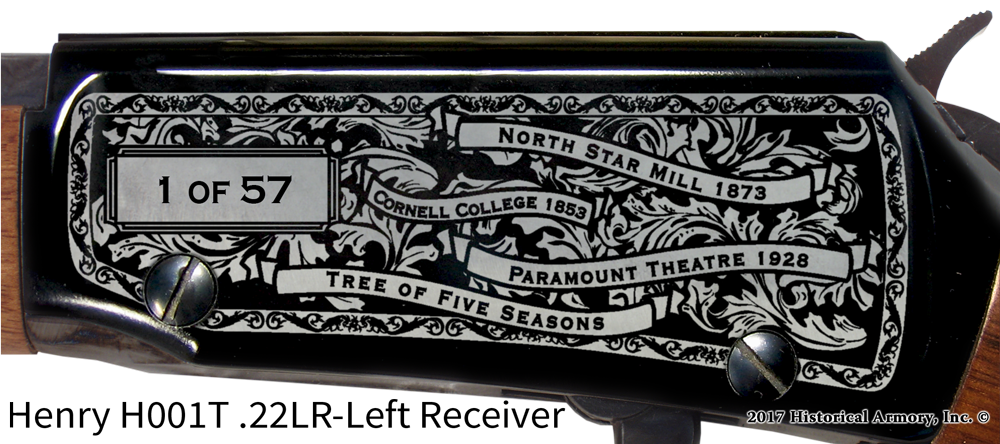 NORTH STAR MILL 1873
1 OF 57
CORNELL COLLEGE 1853
PARAMOUNT THEATRE 1928
TREE OF FIVE SEASONS
Henry H001T .22LR-Left Receiver
2017 Historical Armory, Inc. ©